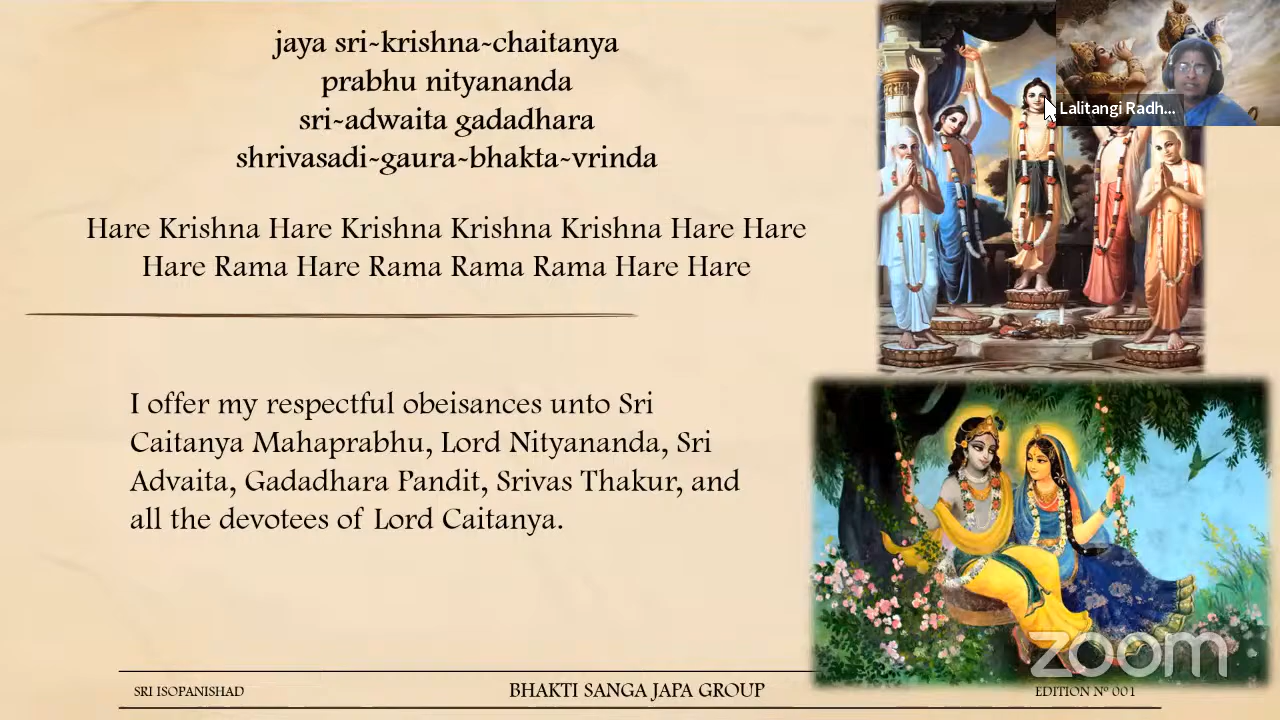 jaya sri-krishna-chaitanya
prabhu nityananda
sri-adwaita gadadhara
shrivasadi-gaura-bhakta-vrinda
Hare Krishna Hare Krishna Krishna Krishna Hare Hare
Hare Rama Hare Rama Rama Rama Hare Hare
I offer my respectful obeisances unto Sri
Caitanya Mahaprabhu, Lord Nityananda, Sri
Advaita, Gadadhara Pandit, Srivas Thakur, and
all the devotees of Lord Caitanya.
Lalitangi Radh...
zoom
SRI ISOPANISHAD
BHAKTI SANGA JAPA GROUP
EDITION Nº 001